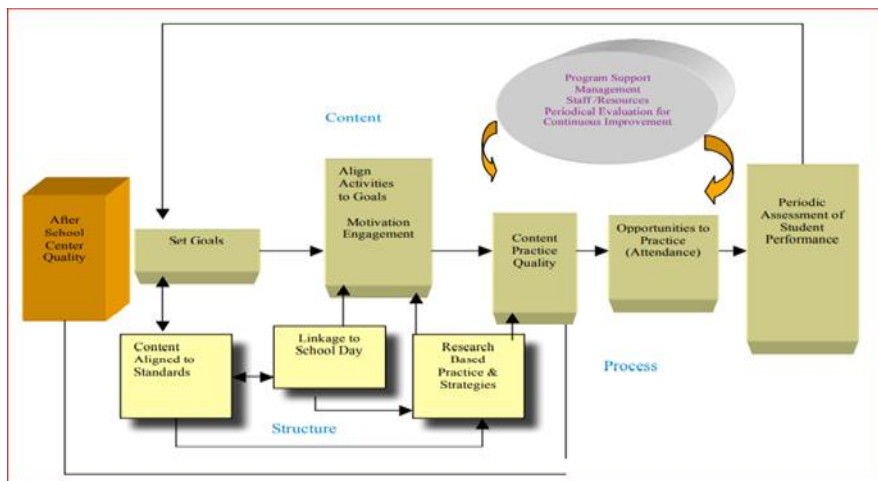 Program Support
Management
Staff /Resources
Periodical Evaluation for
Continuous Improvement
Content
After
School
Center
Quality
Set Goals
Align
Activities
to Goals
Motivation
Engagement
Content
Practice
Quality
Opportunities to
Practice
(Attendance)
Periodic
Assessment of
Student
Performance
Content
Aligned to
Standards
Linkage to
School Day
Research
Based
Practice &
Strategies
Process
Structure